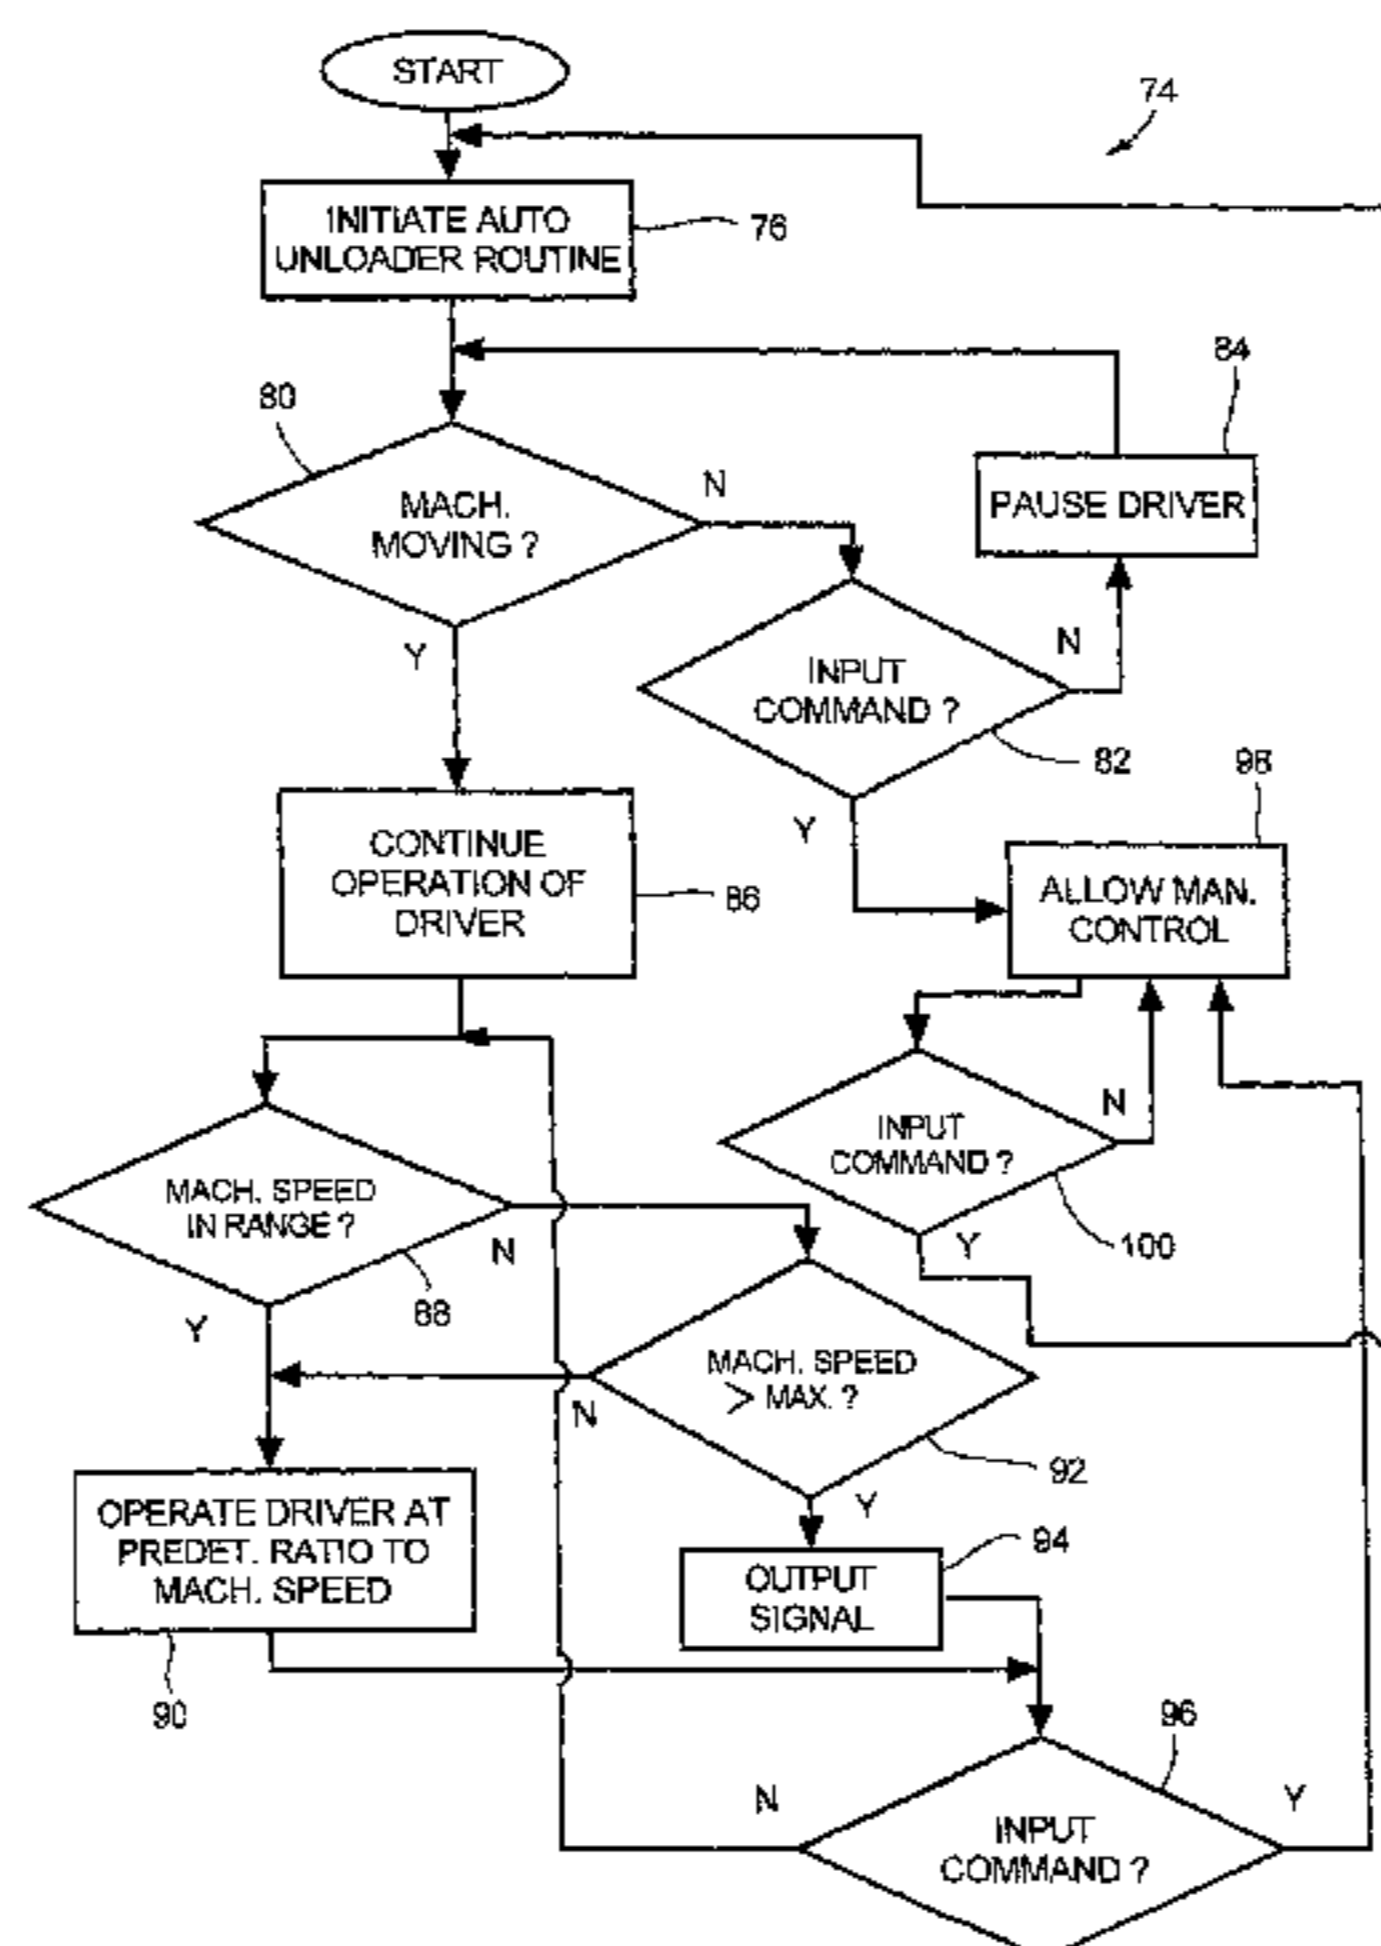 START
74
INITIATE AUTO
UNLOADER ROUTINE
76
84
80
MACH.
MOVING ?
N
PAUSE DRIVER
Y
INPUT
COMMAND ?
N
82
98
Y
CONTINUE
OPERATION OF
DRIVER
86
ALLOW MAN.
CONTROL
INPUT
COMMAND ?
N
MACH. SPEED
IN RANGE ?
N
Y
100
88
Y
MACH. SPEED
> MAX. ?
N
92
Y
OPERATE DRIVER AT
PREDET. RATIO TO
MACH. SPEED
94
OUTPUT
SIGNAL
90
96
N
Y
INPUT
COMMAND ?